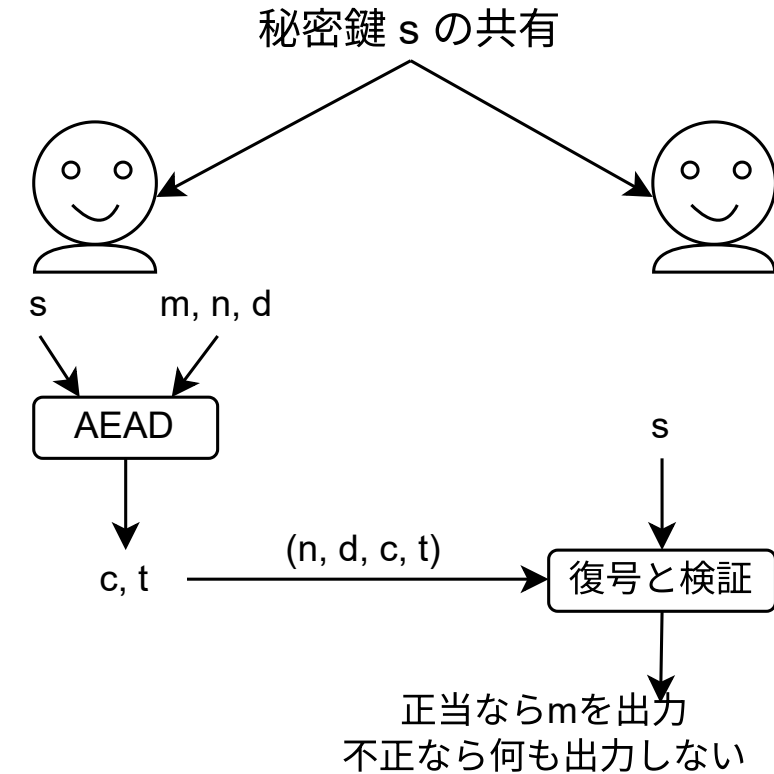 秘密鍵 s の共有
s
m, n, d
AEAD
s
(n, d, c, t)
c, t
復号と検証
正当ならmを出力
不正なら何も出力しない